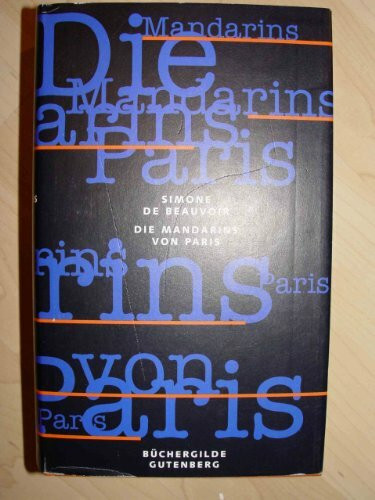 Mandarins
Die
Mandarins
arins
Paris
SIMONE
DE BEAUVOIR
DIE MANDARINS
VON PARIS
s
ins
rins
Paris
von
Paris
Paris
BÜCHERGILDE
GUTENBERG